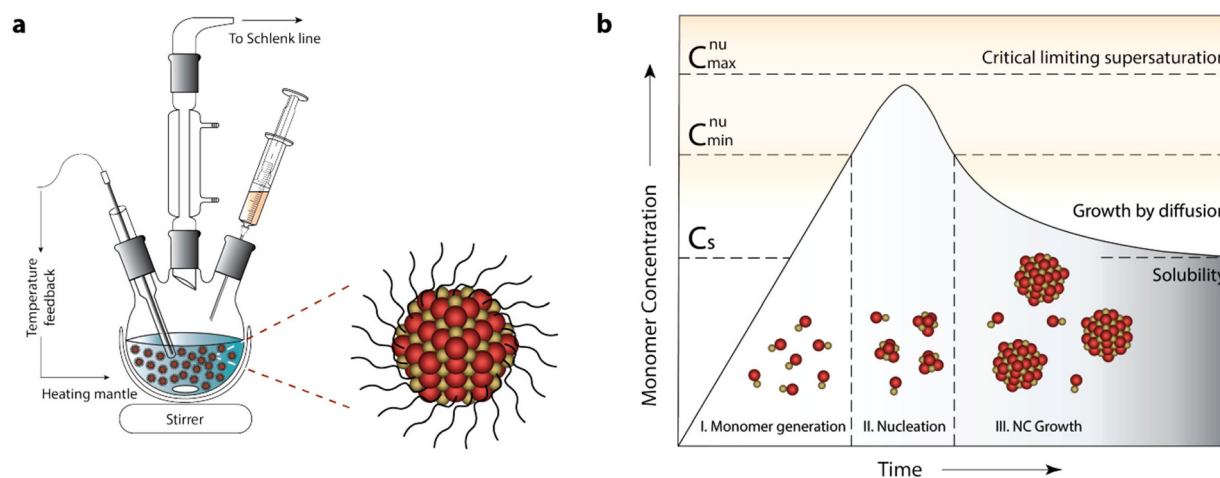 a
To Schlenk line
Temperature
feedback
Heating mantle
Stirrer
b
Monomer Concentration
C nu max
Critical limiting supersaturation
C nu min
Growth by diffusion
Cs
Solubility
I. Monomer generation
II. Nucleation
III. NC Growth
Time